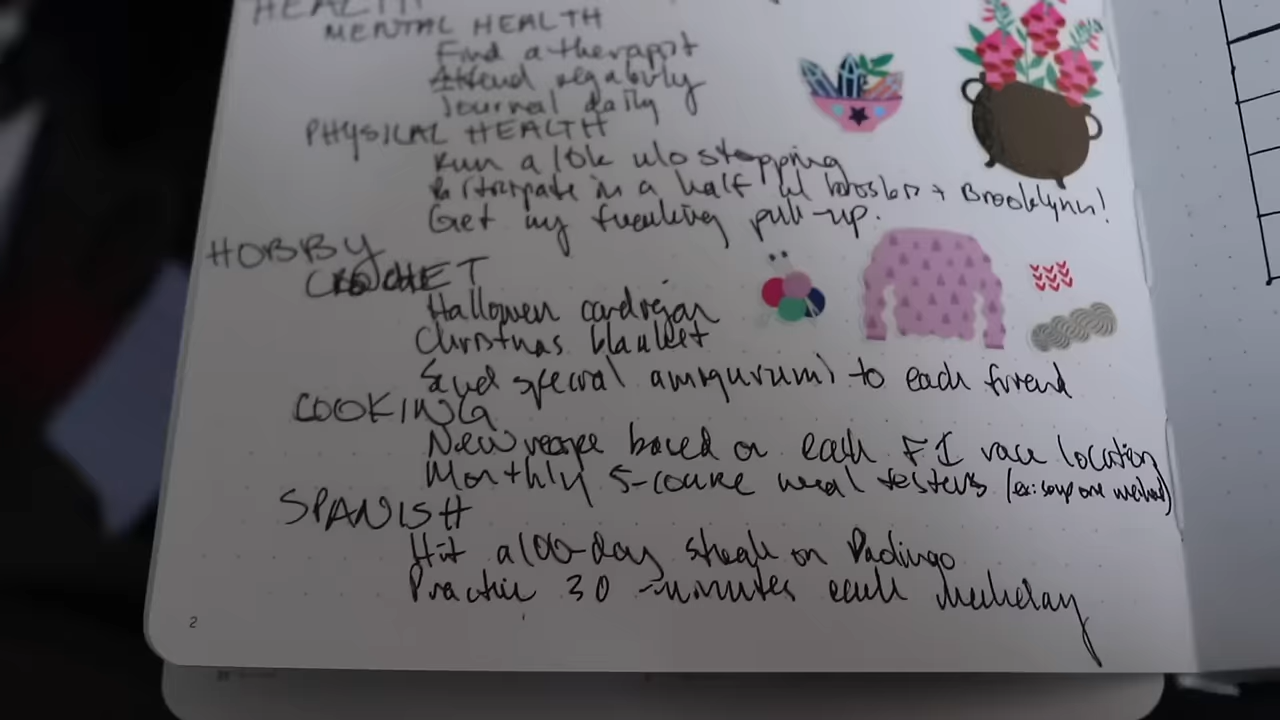 HEALTH
MENTAL HEALTH
Find a therapist
Attend regularly
Journal daily
PHYSICAL HEALTH
Run a 10k w/o stopping
Participate in a half w/ + Brooklynn!
Get my freaking pull-up.
HOBBY
CROCHET
Halloween cardigan
Christmas blanket
Send special amigurumi to each friend
COOKING
New recipe based on each F1 race location
Monthly 5-course meal testers (ex: soup one weekend)
SPANISH
Hit a 100-day streak on Duolingo
Practice 30-minutes each weekday
2